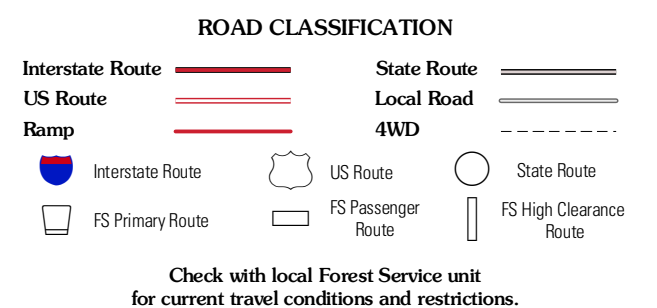 ROAD CLASSIFICATION
Interstate Route
State Route
US Route
Local Road
Ramp
4WD
Interstate Route
US Route
State Route
FS Primary Route
FS Passenger
Route
FS High Clearance
Route
Check with local Forest Service unit
for current travel conditions and restrictions.